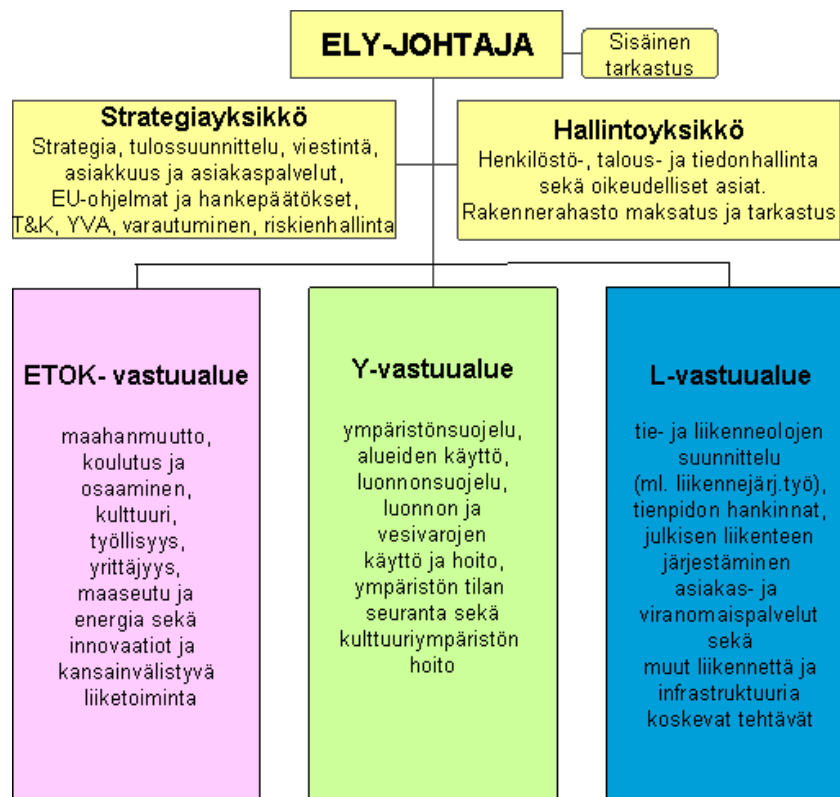 ELY-JOHTAJA
Sisäinen
tarkastus
Strategiayksikkö
Strategia, tulossuunnittelu, viestintä,
asiakkuus ja asiakaspalvelut,
EU-ohjelmat ja hankepäätökset,
T&K, YVA, varautuminen, riskienhallinta
Hallintoyksikkö
Henkilöstö-, talous- ja tiedonhallinta
sekä oikeudelliset asiat.
Rakennerahasto maksatus ja tarkastus
ETOK- vastuualue
maahanmuutto,
koulutus ja
osaaminen,
kulttuuri,
työllisyys,
yrittäjyys,
maaseutu ja
energia sekä
innovaatiot ja
kansainvälistyvä
liiketoiminta
Y-vastuualue
ympäristönsuojelu,
alueiden käyttö,
luonnonsuojelu,
luonnon ja
vesivarojen
käyttö ja hoito,
ympäristön tilan
seuranta sekä
kulttuuriympäristön
hoito
L-vastuualue
tie- ja liikenneolojen
suunnittelu
(ml. liikennejärj.työ),
tienpidon hankinnat,
julkisen liikenteen
järjestäminen
asiakas- ja
viranomaispalvelut
sekä
muut liikennettä ja
infrastruktuuria
koskevat tehtävät